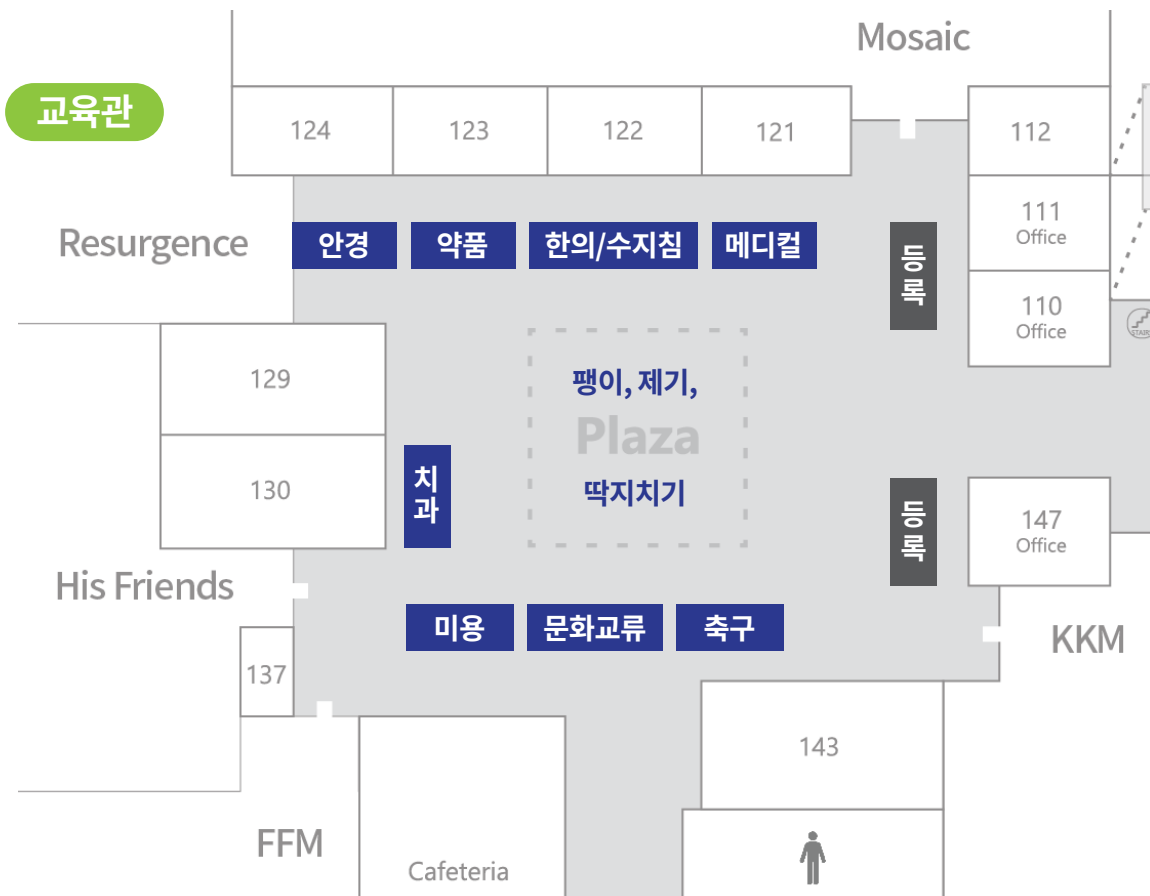 Mosaic
교육관
124
123
122
121
112
Resurgence
안경
약품
한의/수지침
메디컬
등록
111
Office
110
Office
STAIRS
129
팽이, 제기,
Plaza
딱지치기
130
치과
등록
147
Office
His Friends
미용
문화교류
축구
KKM
137
143
FFM
Cafeteria